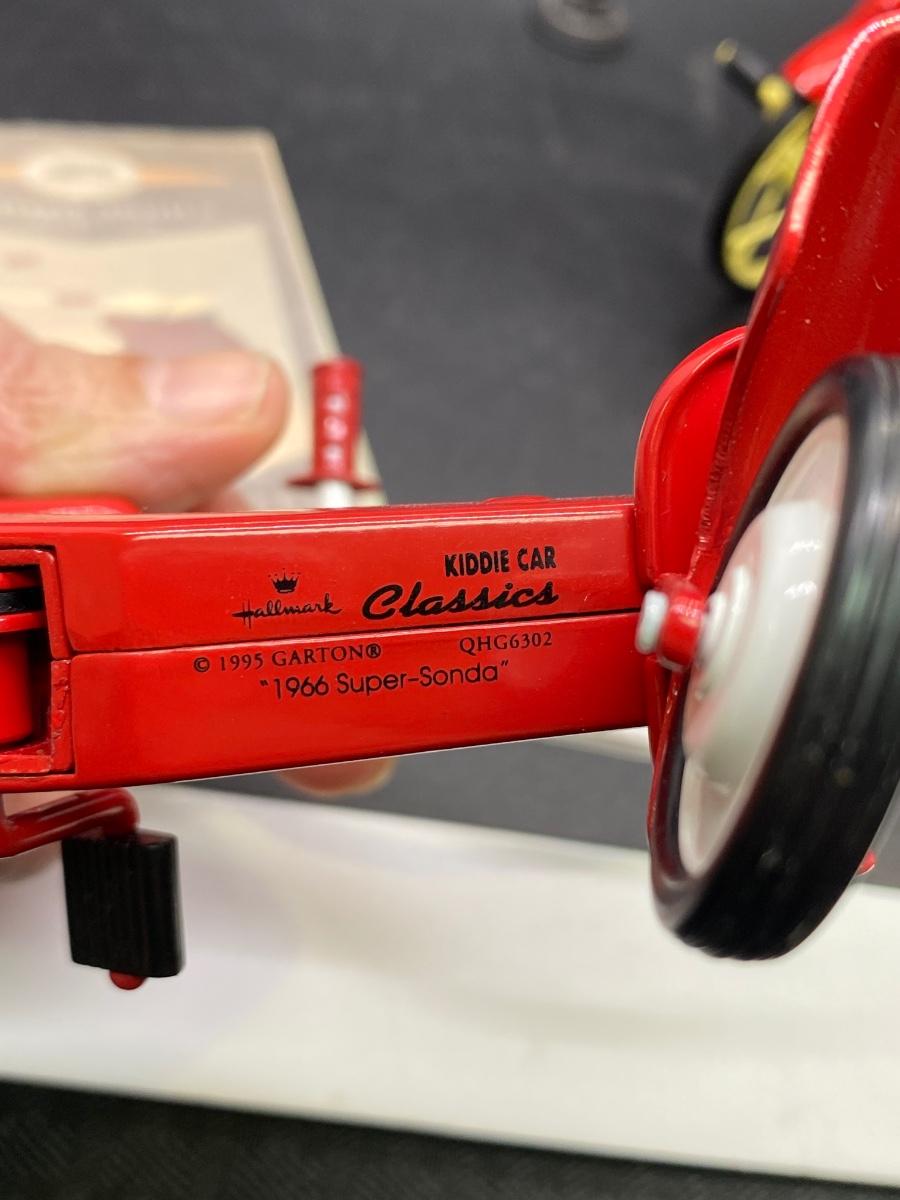 KIDDIE CAR
Hallmark Classics
© 1995 GARTON® QHG6302
"1966 Super-Sonda"